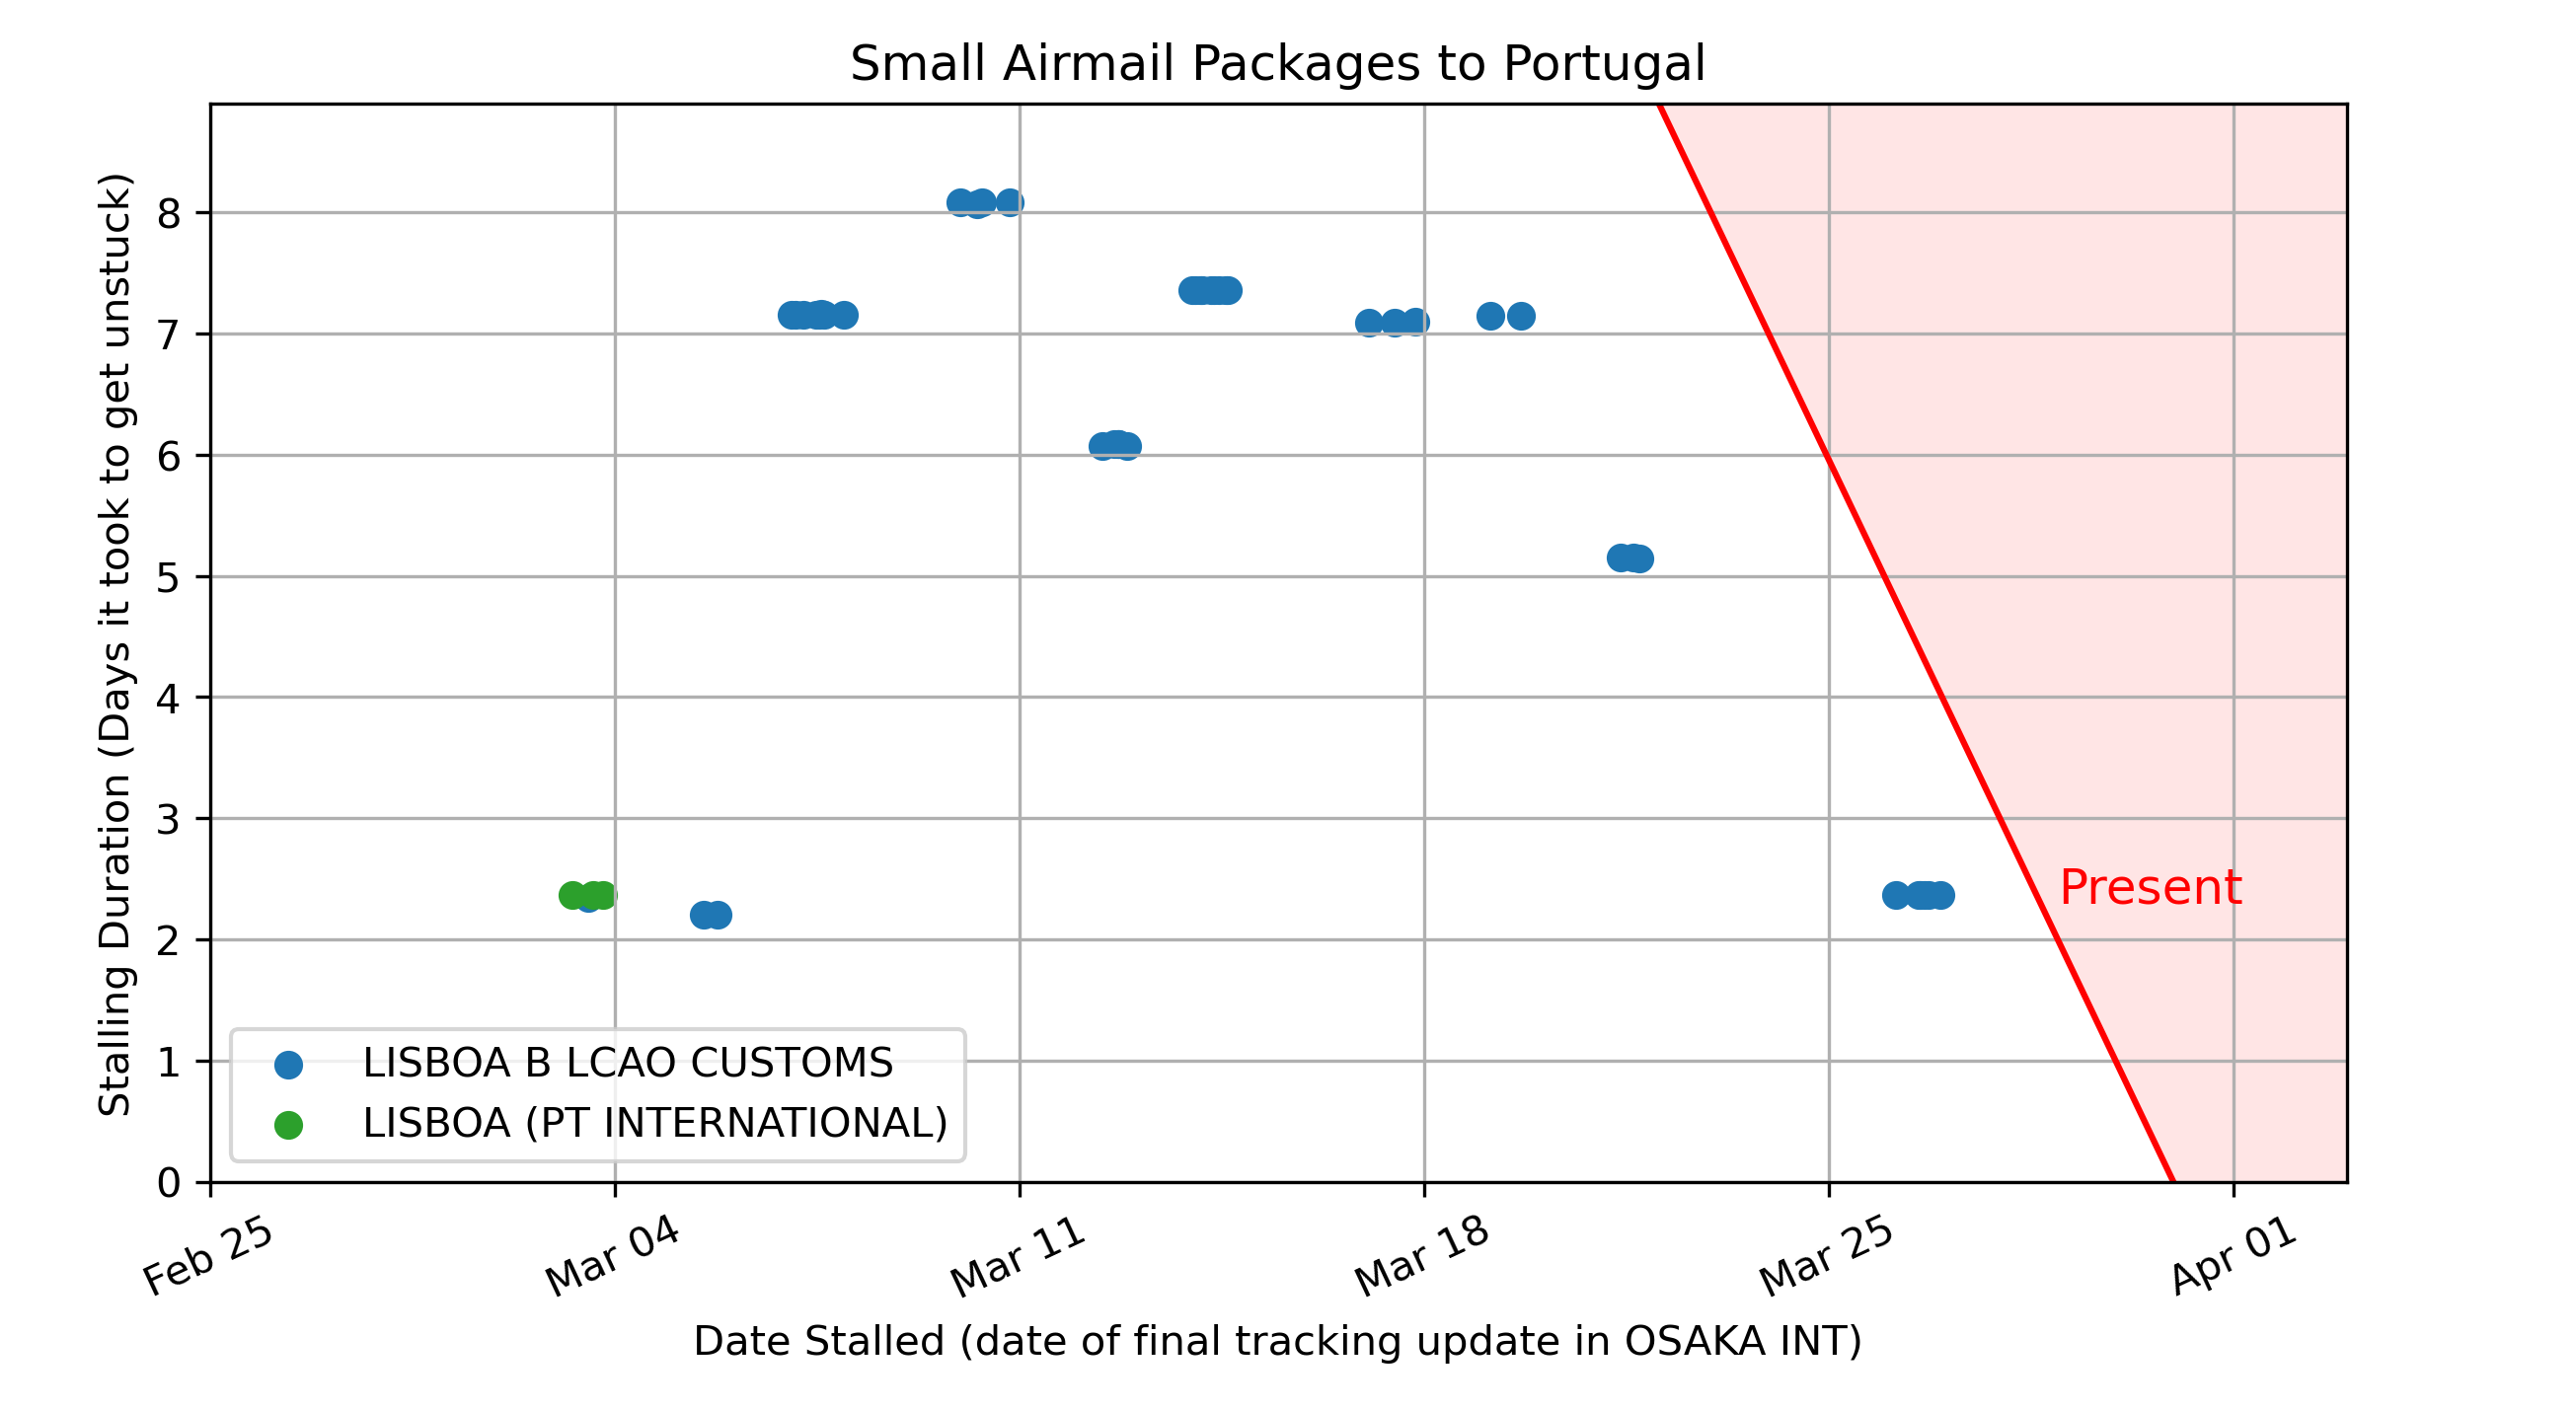 Small Airmail Packages to Portugal
Stalling Duration (Days it took to get unstuck)
8
7
6
5
4
3
2
1
0
Present
LISBOA B LCAO CUSTOMS
LISBOA (PT INTERNATIONAL)
Feb 25
Mar 04
Mar 11
Mar 18
Mar 25
Apr 01
Date Stalled (date of final tracking update in OSAKA INT)